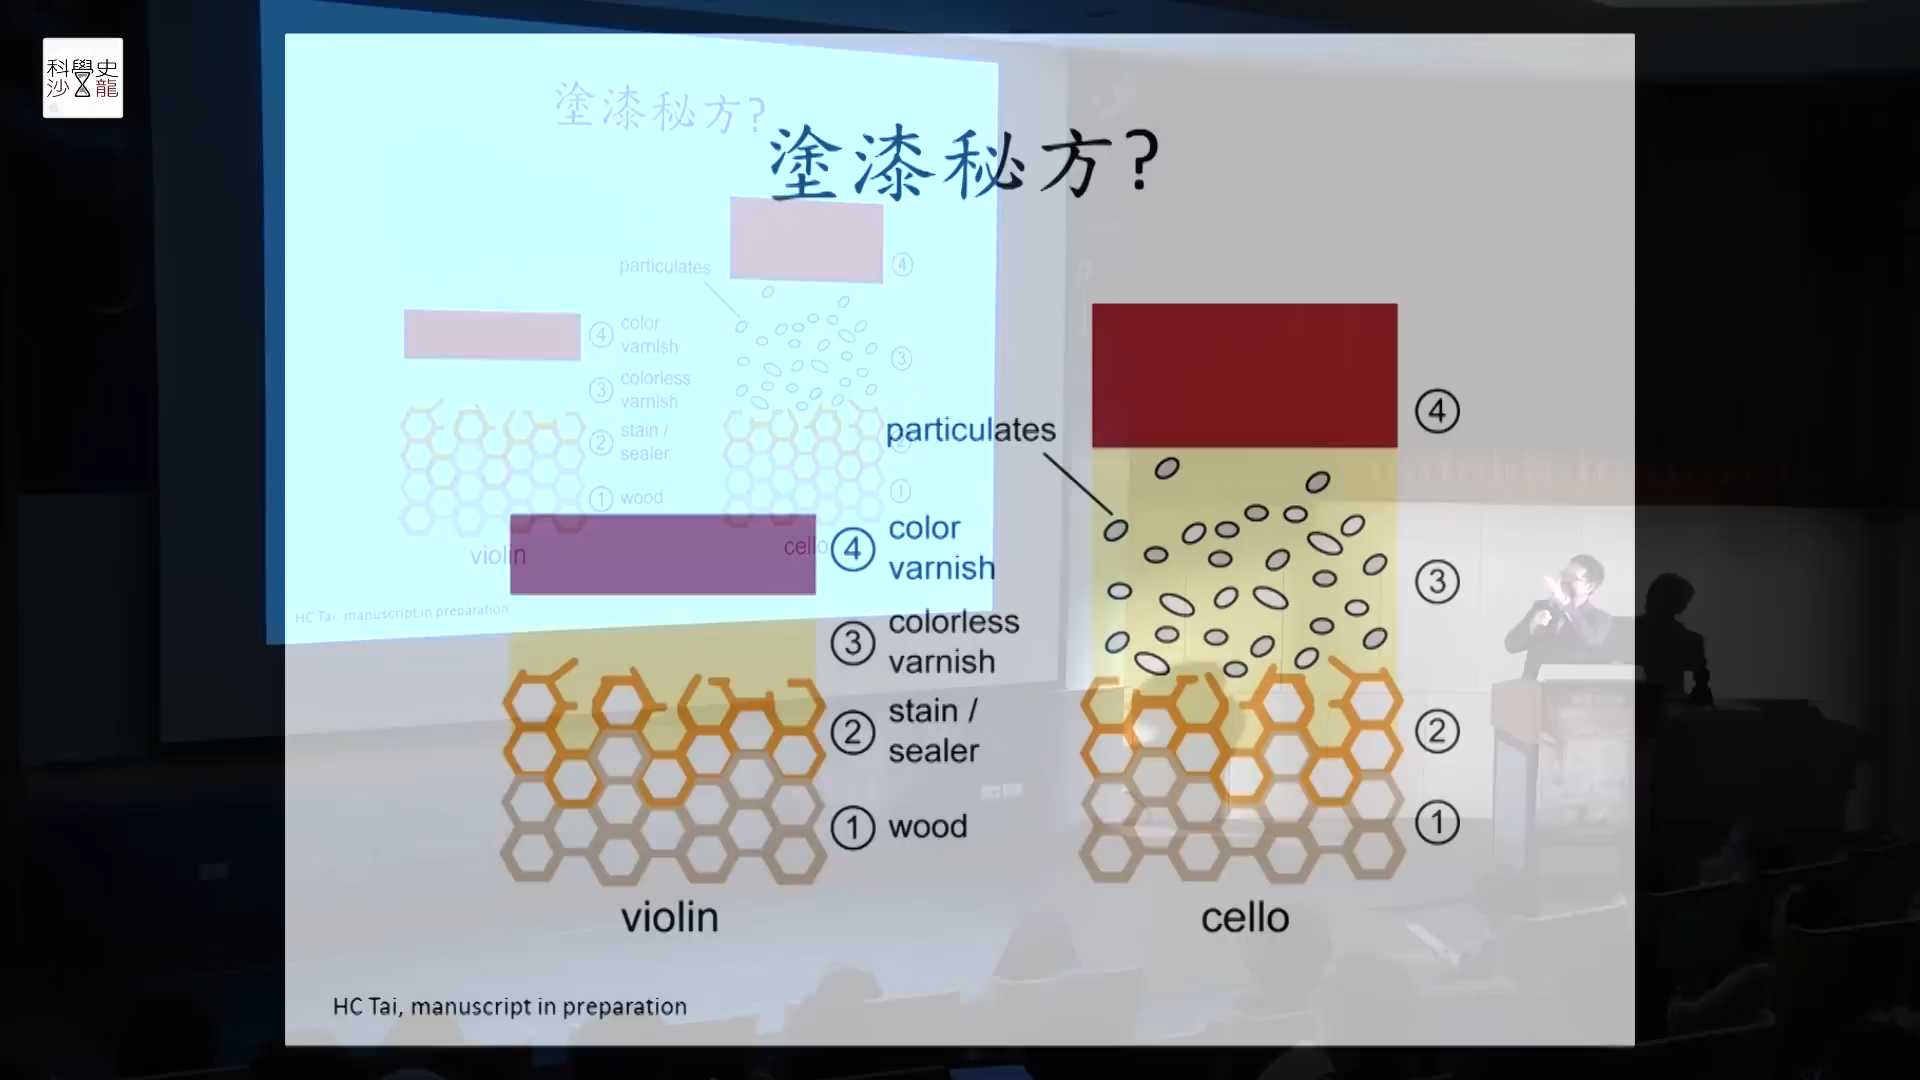 科學史
沙龍
塗漆秘方?
particulates
④
④ color
varnish
③ colorless
varnish
③
② stain /
sealer
②
① wood
①
violin
cello
HC Tai, manuscript in preparation
塗漆秘方?
particulates
④
④ color
varnish
③ colorless
varnish
③
② stain /
sealer
②
① wood
①
violin
cello
HC Tai, manuscript in preparation